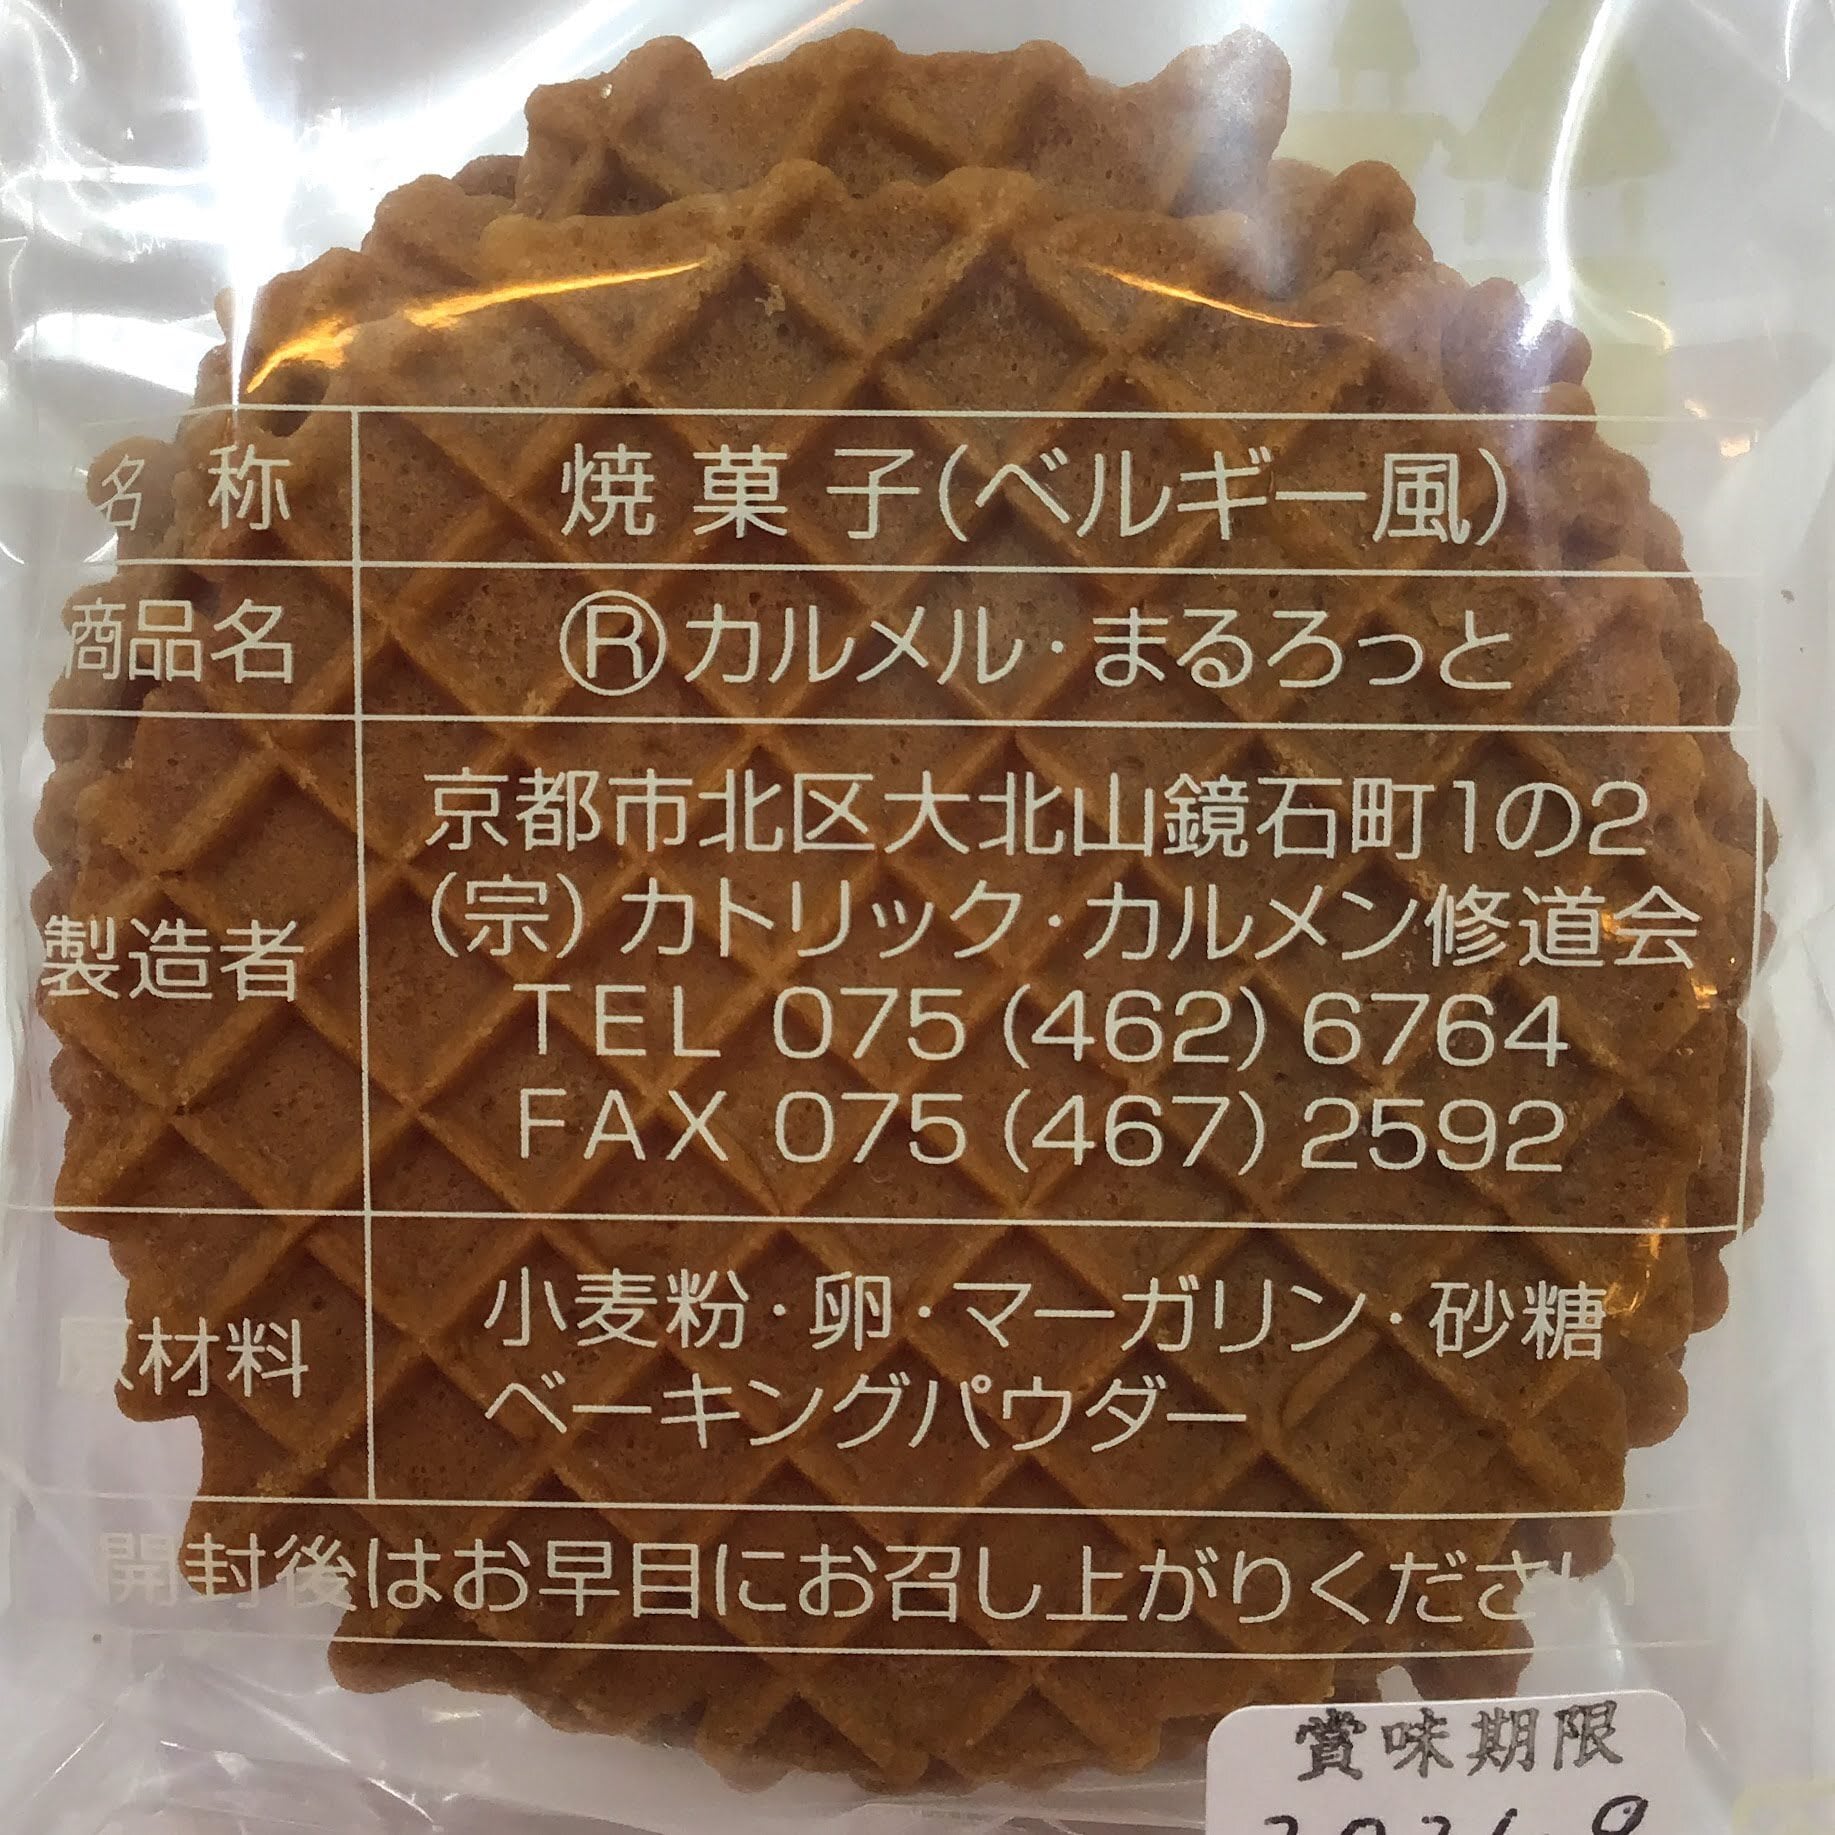 名称 焼菓子(ベルギー風)
商品名 ®カルメル・まるろっと
京都市北区大北山鏡石町1の2
(宗)カトリック・カルメン修道会
製造者
TEL 075(462)6764
FAX 075(467)2592
小麦粉・卵・マーガリン・砂糖
原材料
ベーキングパウダー
開封後はお早目にお召し上がりください
賞味期限